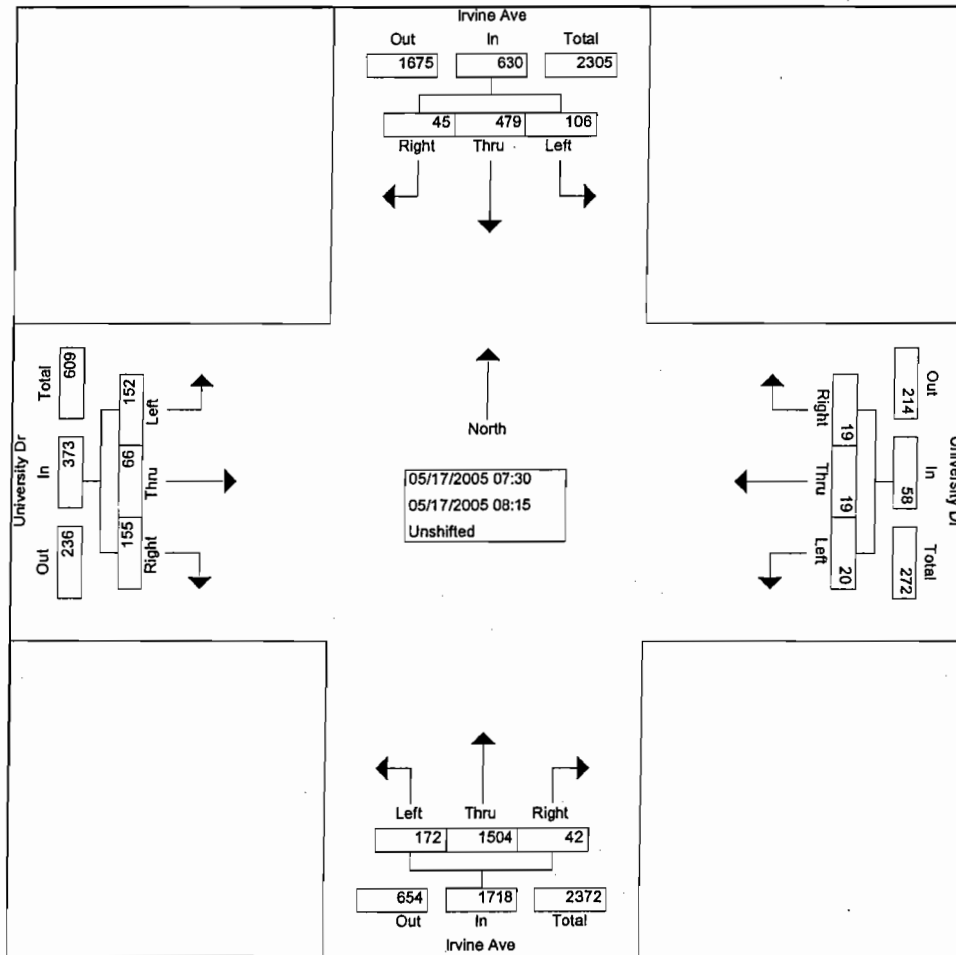 Irvine Ave
Out In Total
1675 630 2305
45 479 106
Right Thru Left
University Dr
Total In Out
609 373 236
152 66 155
Left Thru Right
North
05/17/2005 07:30
05/17/2005 08:15
Unshifted
Right Thru Left
19 19 20
Out In Total
214 58 272
University Dr
Left Thru Right
172 1504 42
654 1718 2372
Out In Total
Irvine Ave